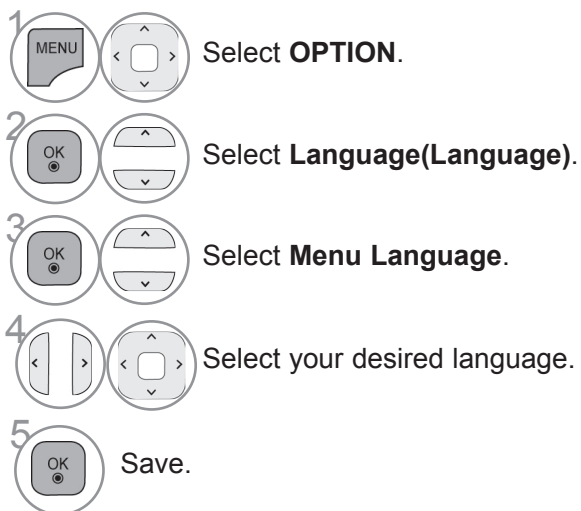 1
MENU
Select OPTION.
2
OK
Select Language(Language).
3
OK
Select Menu Language.
4
Select your desired language.
5
OK
Save.